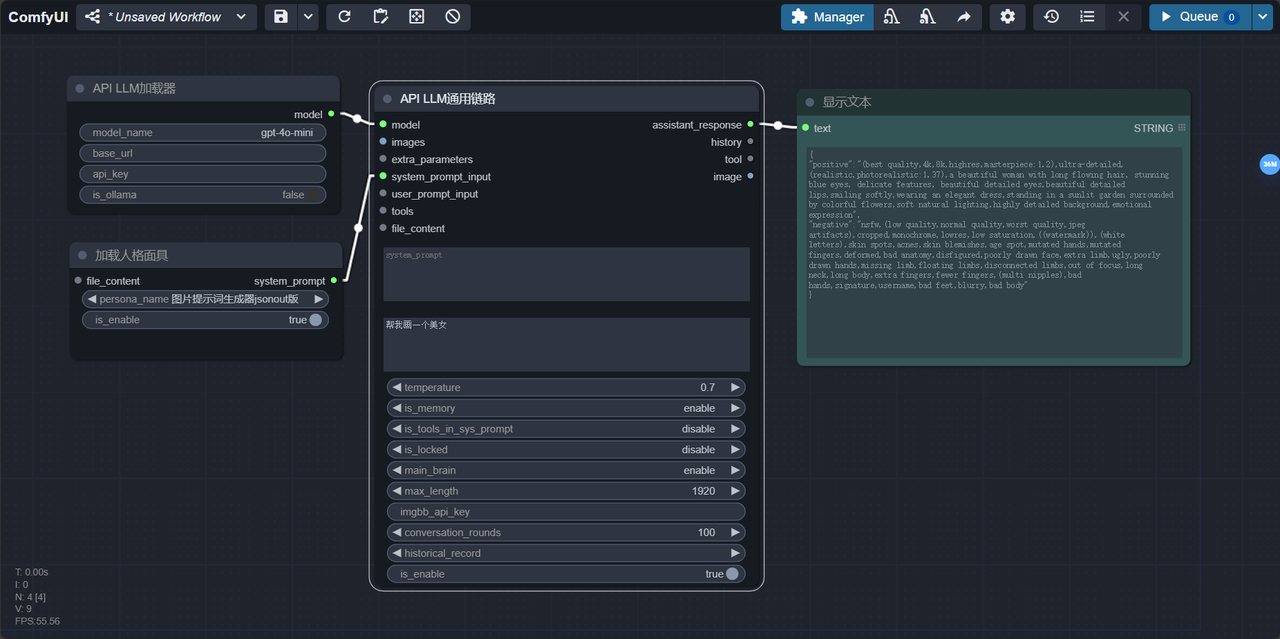 ComfyUI
* Unsaved Workflow
Manager
Queue 0
API LLM加载器
model
model_name gpt-4o-mini
base_url
api_key
is_ollama false
加载人格面具
file_content system_prompt
persona_name 图片提示词生成器jsonout版
is_enable true
API LLM通用链路
model assistant_response
images history
extra_parameters tool
system_prompt_input image
user_prompt_input
tools
file_content
system_prompt
帮我画一个美女
temperature 0.7
is_memory enable
is_tools_in_sys_prompt disable
is_locked disable
main_brain enable
max_length 1920
imgbb_api_key
conversation_rounds 100
historical_record
is_enable true
显示文本
text STRING
{
"positive":"(best quality,4k,8k,highres,masterpiece:1.2),ultra-detailed,
(realistic,photorealistic:1.37),a beautiful woman with long flowing hair, stunning
blue eyes, delicate features, beautiful detailed eyes,beautiful detailed
lips,smiling softly,wearing an elegant dress,standing in a sunlit garden surrounded
by colorful flowers,soft natural lighting,highly detailed background,emotional
expression",
"negative":"nsfw,(low quality,normal quality,worst quality,jpeg
artifacts),cropped,monochrome,lowres,low saturation,((watermark)),(white
letters),skin spots,acnes,skin blemishes,age spot,mutated hands,mutated
fingers,deformed,bad anatomy,disfigured,poorly drawn face,extra limb,ugly,poorly
drawn hands,missing limb,floating limbs,disconnected limbs,out of focus,long
neck,long body,extra fingers,fewer fingers,(multi nipples),bad
hands,signature,username,bad feet,blurry,bad body"
}
36M
T: 0.00s
I: 0
N: 4 [4]
V: 9
FPS:55.56